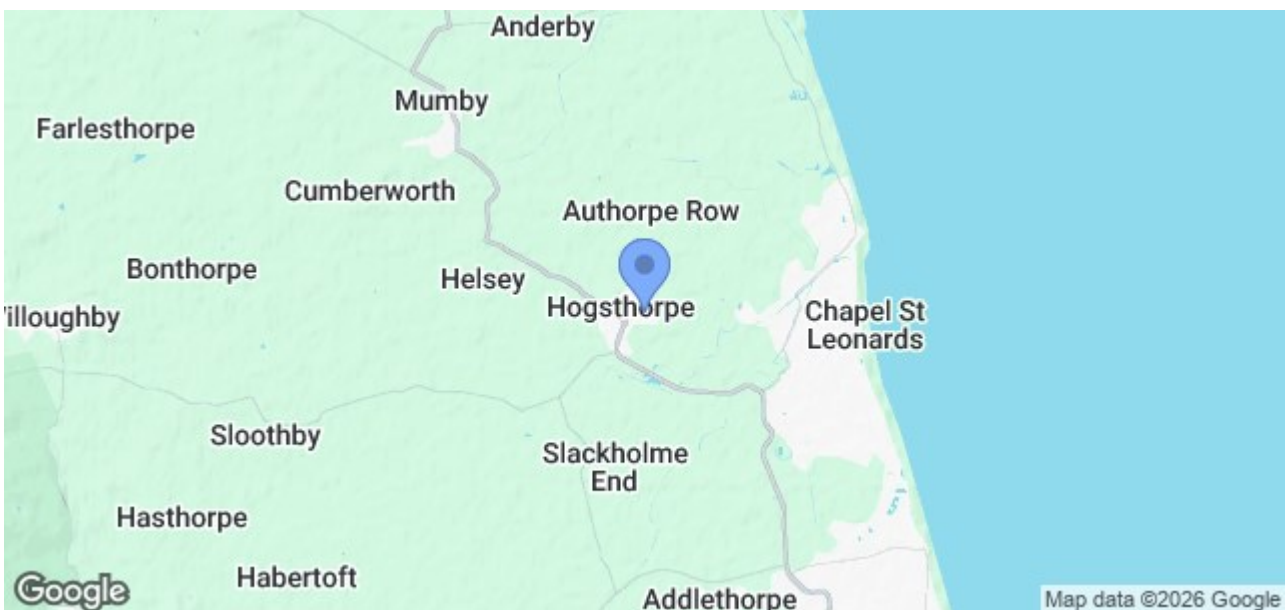 Anderby
Mumby
Farlesthorpe
Cumberworth
Authorpe Row
Bonthorpe
Helsey
Hogsthorpe
illoughby
Chapel St
Leonards
Sloothby
Slackholme
End
Hasthorpe
Habertoft
Addlethorpe
Google
Map data ©2026 Google